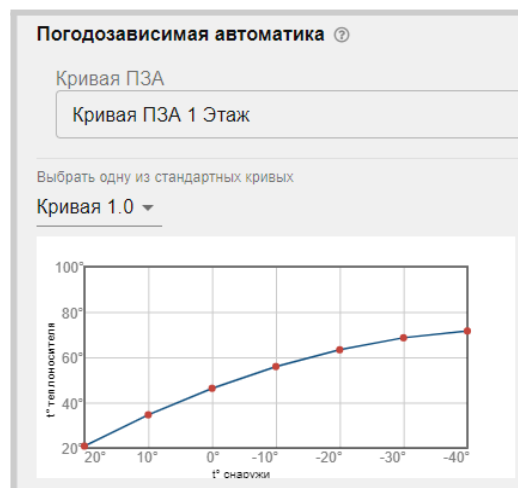 Погодозависимая автоматика ?
Кривая ПЗА
Кривая ПЗА 1 Этаж
Выбрать одну из стандартных кривых
Кривая 1.0
100°
80°
60°
40°
20°
t° теплоносителя
20° 10° 0° -10° -20° -30° -40°
t° снаружи